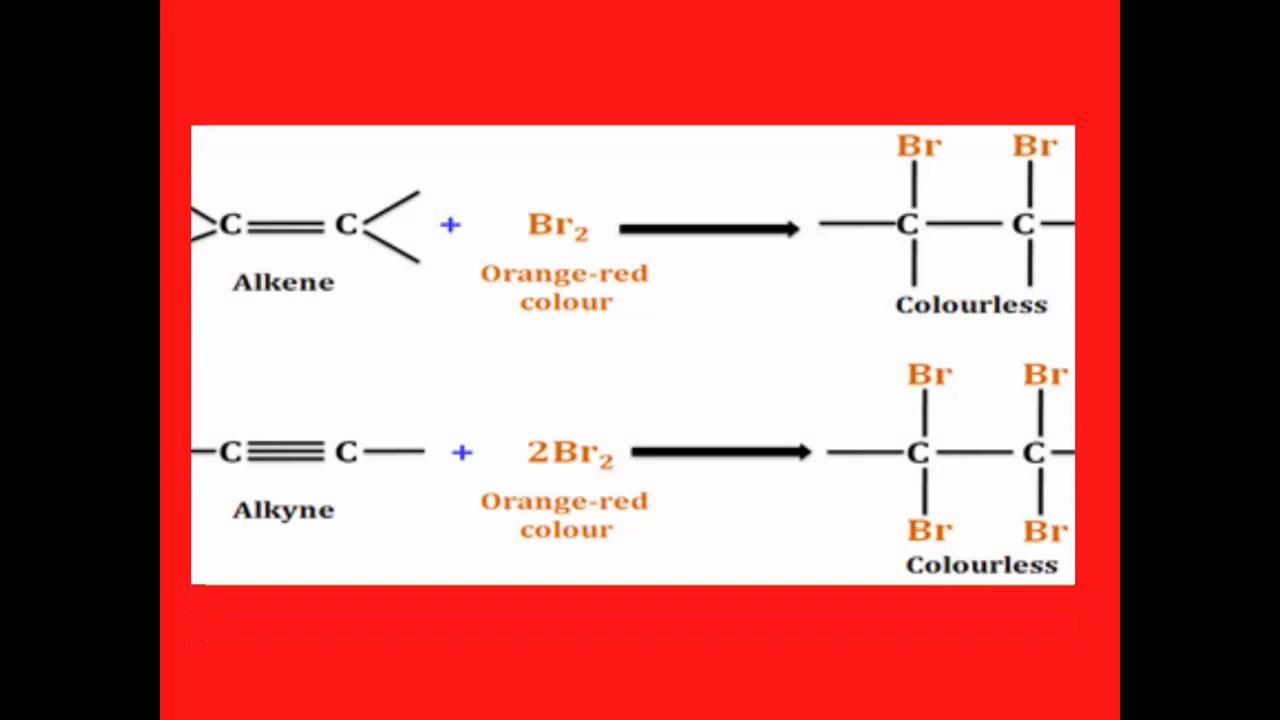 Br Br
C C + Br₂ C C
Alkene
Orange-red
colour
Colourless
Br Br
C C + 2Br₂ C C
Alkyne
Orange-red
colour
Br Br
Colourless